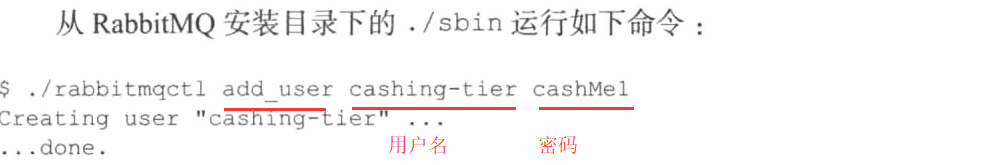 从 RabbitMQ 安装目录下的 ./sbin 运行如下命令：
$ ./rabbitmqctl add_user cashing-tier cashMe1
Creating user "cashing-tier" ...
...done.
用户名 密码